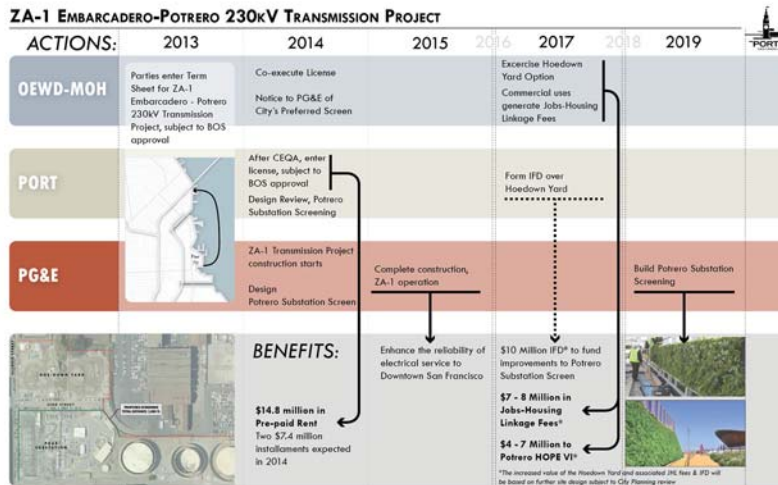 ZA-1 EMBARCADERO-POTRERO 230KV TRANSMISSION PROJECT
PORT
ACTIONS:
2013
2014
2015
2016
2017
2018
2019
OEWD-MOH
Parties enter Term
Sheet for ZA-1
Embarcadero - Potrero
230kV Transmission
Project, subject to BOS
approval
Co-execute License
Notice to PG&E of
City's Preferred Screen
Excercise Hoedown
Yard Option
Commercial uses
generate Jobs-Housing
Linkage Fees
PORT
After CEQA, enter
license, subject to
BOS approval
Design Review, Potrero
Substation Screening
Form IFD over
Hoedown Yard
PG&E
ZA-1 Transmission Project
construction starts
Design
Potrero Substation Screen
Complete construction,
ZA-1 operation
Build Potrero Substation
Screening
BENEFITS:
$14.8 million in
Pre-paid Rent
Two $7.4 million
installaments expected
in 2014
Enhance the reliability of
electrical service to
Downtown San Francisco
$10 Million IFD* to fund
improvements to Potrero
Substation Screen
$7 - 8 Million in
Jobs-Housing
Linkage Fees*
$4 - 7 Million to
Potrero HOPE VI*
*The increased value of the Hoedown Yard and associated JHL fees & IFD will
be based on further site design subject to City Planning review